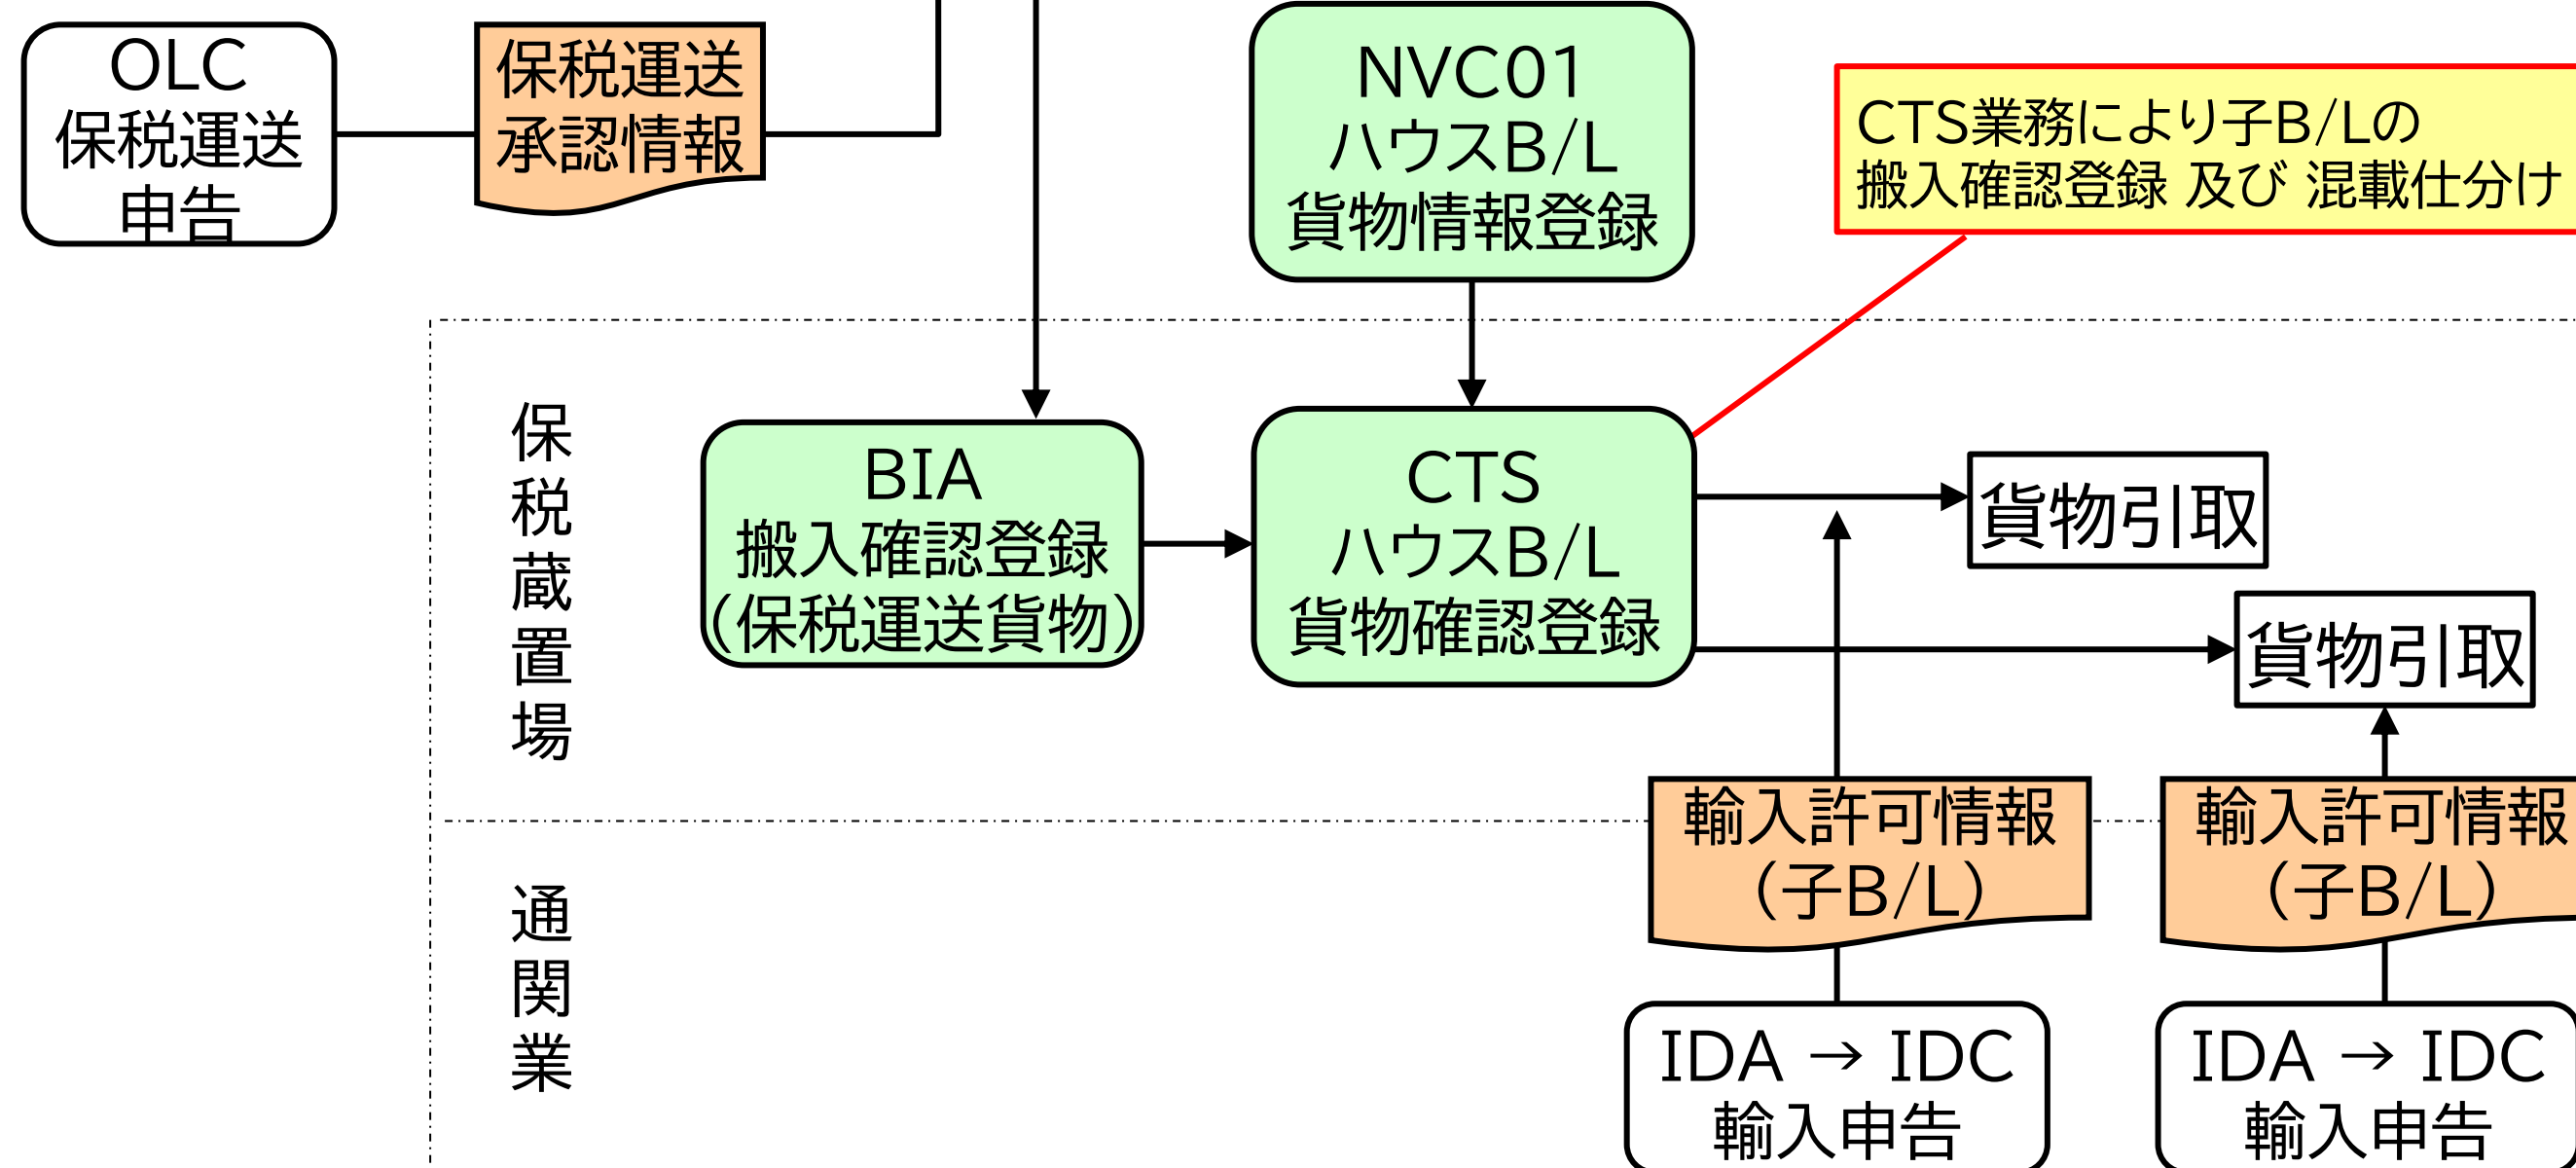 OLC
保税運送
申告
保税運送
承認情報
NVC01
ハウスB/L
貨物情報登録
CTS業務により子B/Lの
搬入確認登録 及び 混載仕分け
保税蔵置場
BIA
搬入確認登録
(保税運送貨物)
CTS
ハウスB/L
貨物確認登録
貨物引取
貨物引取
通関業
輸入許可情報
(子B/L)
輸入許可情報
(子B/L)
IDA → IDC
輸入申告
IDA → IDC
輸入申告